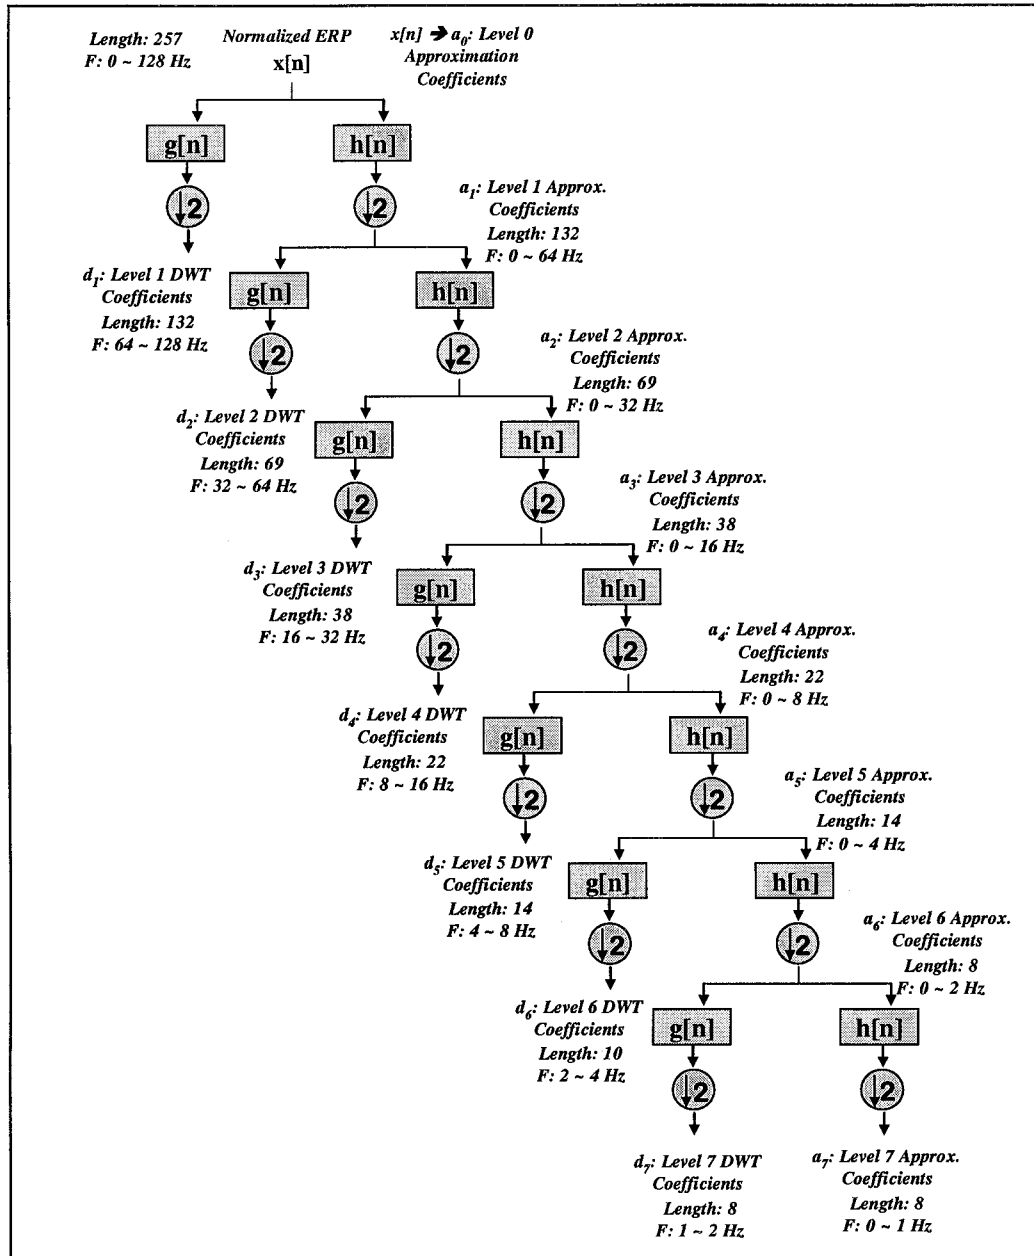 Length: 257
F: 0 ~ 128 Hz
Normalized ERP
x[n]
x[n] ➔ a₀: Level 0
Approximation
Coefficients
g[n]
h[n]
↓2
↓2
a₁: Level 1 Approx.
Coefficients
Length: 132
F: 0 ~ 64 Hz
d₁: Level 1 DWT
Coefficients
Length: 132
F: 64 ~ 128 Hz
g[n]
h[n]
↓2
↓2
a₂: Level 2 Approx.
Coefficients
Length: 69
F: 0 ~ 32 Hz
d₂: Level 2 DWT
Coefficients
Length: 69
F: 32 ~ 64 Hz
g[n]
h[n]
↓2
↓2
a₃: Level 3 Approx.
Coefficients
Length: 38
F: 0 ~ 16 Hz
d₃: Level 3 DWT
Coefficients
Length: 38
F: 16 ~ 32 Hz
g[n]
h[n]
↓2
↓2
a₄: Level 4 Approx.
Coefficients
Length: 22
F: 0 ~ 8 Hz
d₄: Level 4 DWT
Coefficients
Length: 22
F: 8 ~ 16 Hz
g[n]
h[n]
↓2
↓2
a₅: Level 5 Approx.
Coefficients
Length: 14
F: 0 ~ 4 Hz
d₅: Level 5 DWT
Coefficients
Length: 14
F: 4 ~ 8 Hz
g[n]
h[n]
↓2
↓2
a₆: Level 6 Approx.
Coefficients
Length: 8
F: 0 ~ 2 Hz
d₆: Level 6 DWT
Coefficients
Length: 10
F: 2 ~ 4 Hz
g[n]
h[n]
↓2
↓2
d₇: Level 7 DWT
Coefficients
Length: 8
F: 1 ~ 2 Hz
a₇: Level 7 Approx.
Coefficients
Length: 8
F: 0 ~ 1 Hz